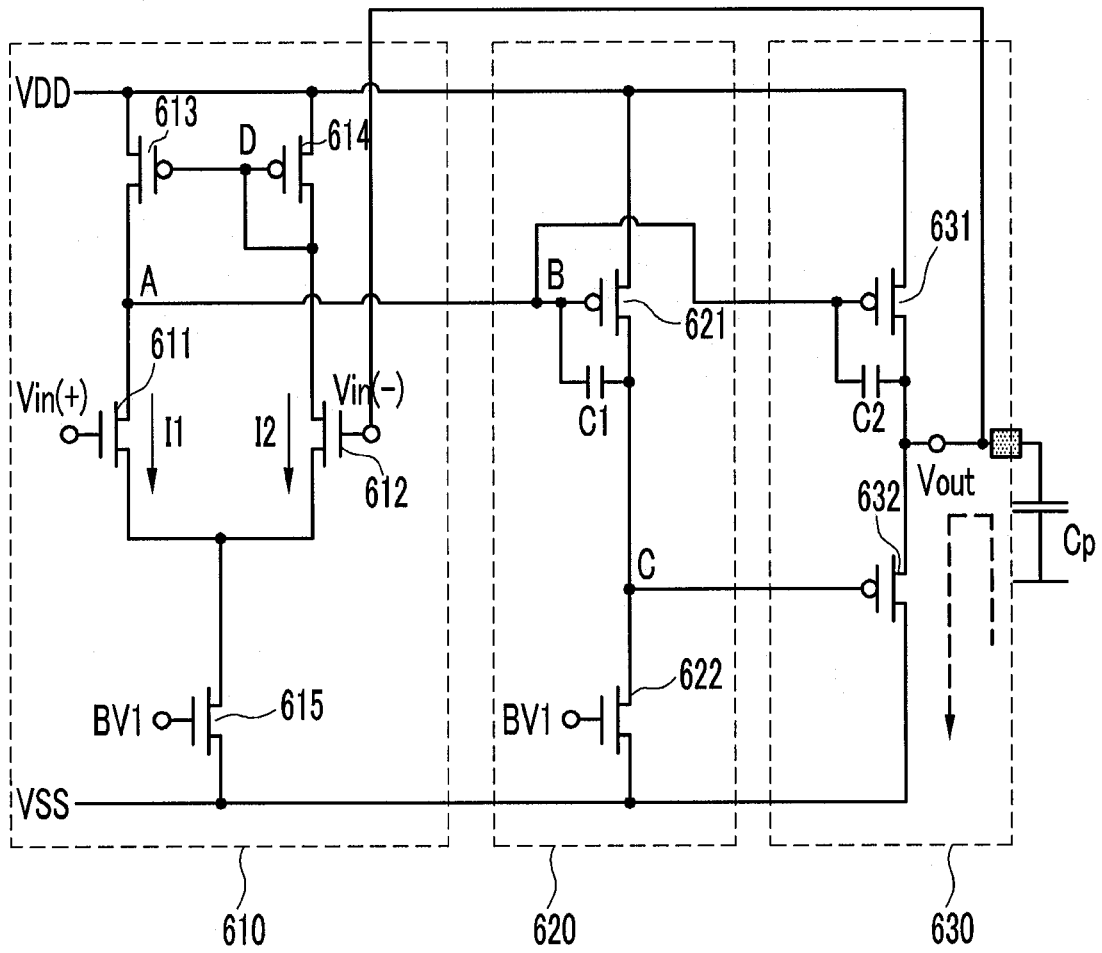 VDD
613
D
614
A
B
631
621
611
Vin(+)
I1
I2
Vin(-)
C1
C2
612
Vout
632
Cp
C
622
BV1
615
BV1
VSS
610
620
630